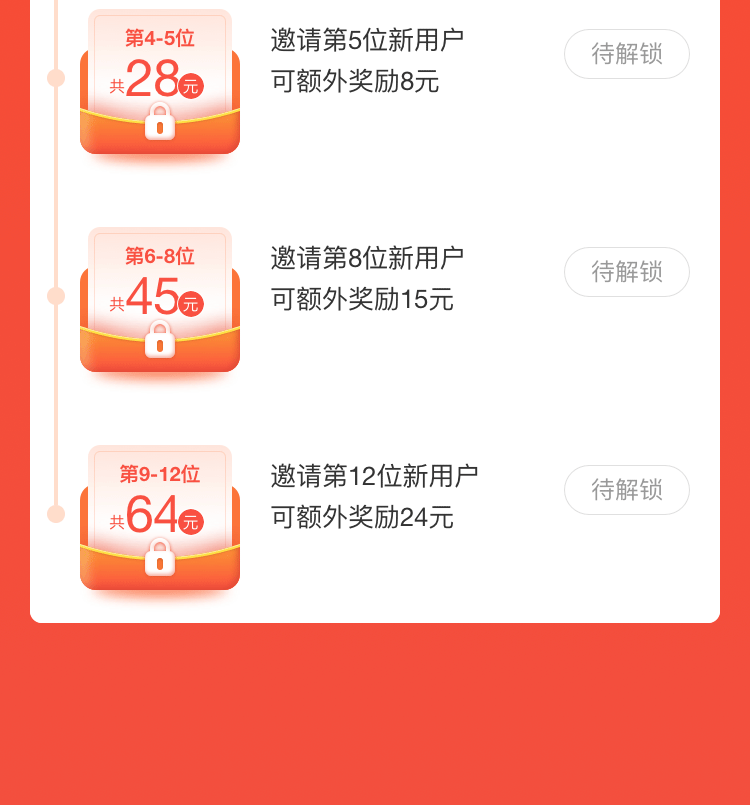 第4-5位
共28元
邀请第5位新用户
可额外奖励8元
待解锁
第6-8位
共45元
邀请第8位新用户
可额外奖励15元
待解锁
第9-12位
共64元
邀请第12位新用户
可额外奖励24元
待解锁